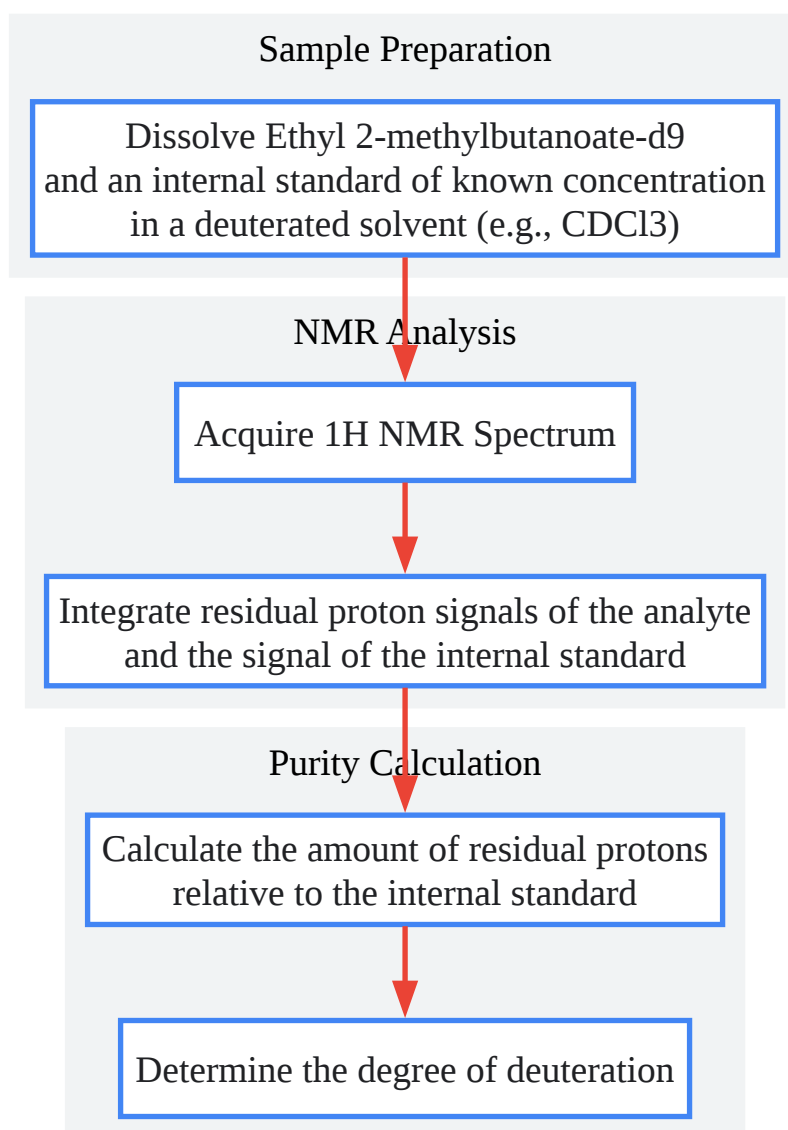 Sample Preparation
Dissolve Ethyl 2-methylbutanoate-d9
and an internal standard of known concentration
in a deuterated solvent (e.g., CDCl3)
NMR Analysis
Acquire 1H NMR Spectrum
Integrate residual proton signals of the analyte
and the signal of the internal standard
Purity Calculation
Calculate the amount of residual protons
relative to the internal standard
Determine the degree of deuteration